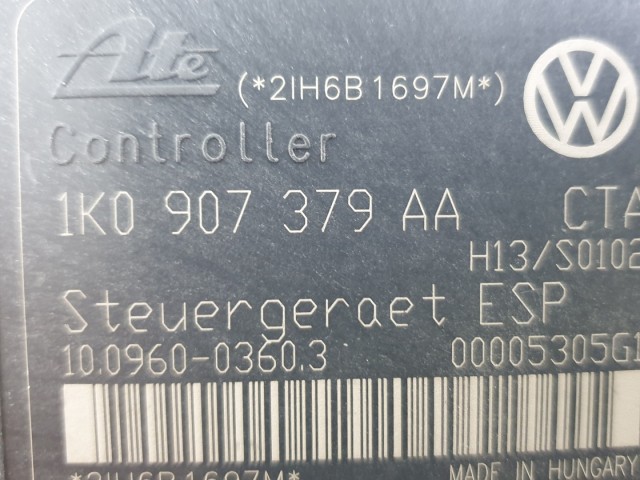 Ate (*2IH6B1697M*)
Controller
1K0 907 379 AA CTA
H13/S0102
Steuergeraet ESP
10.0960-0360.3 00005305G1
*2IH6B1697M* MADE IN HUNGARY